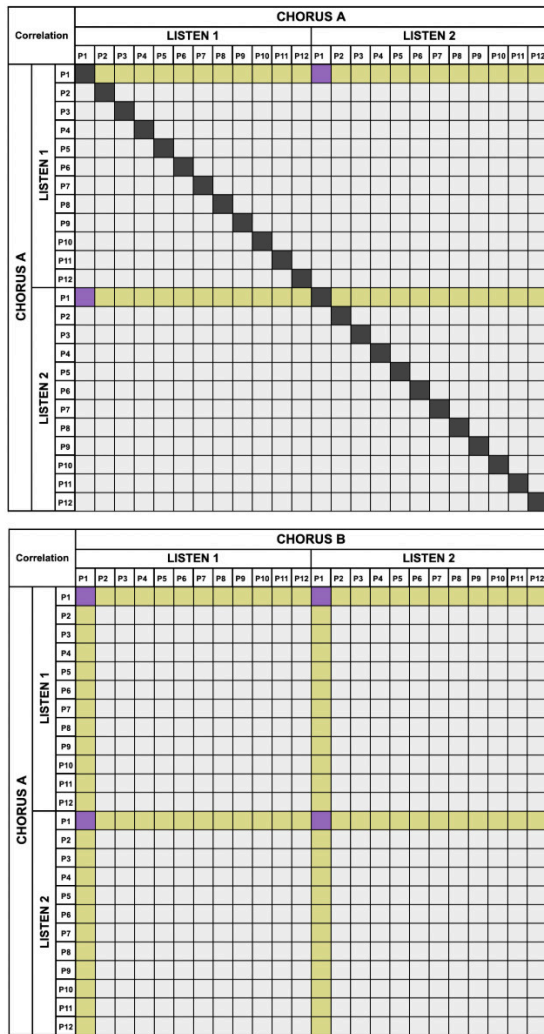 CHORUS A
Correlation
LISTEN 1 LISTEN 2
P1 P2 P3 P4 P5 P6 P7 P8 P9 P10 P11 P12 P1 P2 P3 P4 P5 P6 P7 P8 P9 P10 P11 P12
CHORUS A
LISTEN 1
P1
P2
P3
P4
P5
P6
P7
P8
P9
P10
P11
P12
LISTEN 2
P1
P2
P3
P4
P5
P6
P7
P8
P9
P10
P11
P12
CHORUS B
Correlation
LISTEN 1 LISTEN 2
P1 P2 P3 P4 P5 P6 P7 P8 P9 P10 P11 P12 P1 P2 P3 P4 P5 P6 P7 P8 P9 P10 P11 P12
CHORUS A
LISTEN 1
P1
P2
P3
P4
P5
P6
P7
P8
P9
P10
P11
P12
LISTEN 2
P1
P2
P3
P4
P5
P6
P7
P8
P9
P10
P11
P12